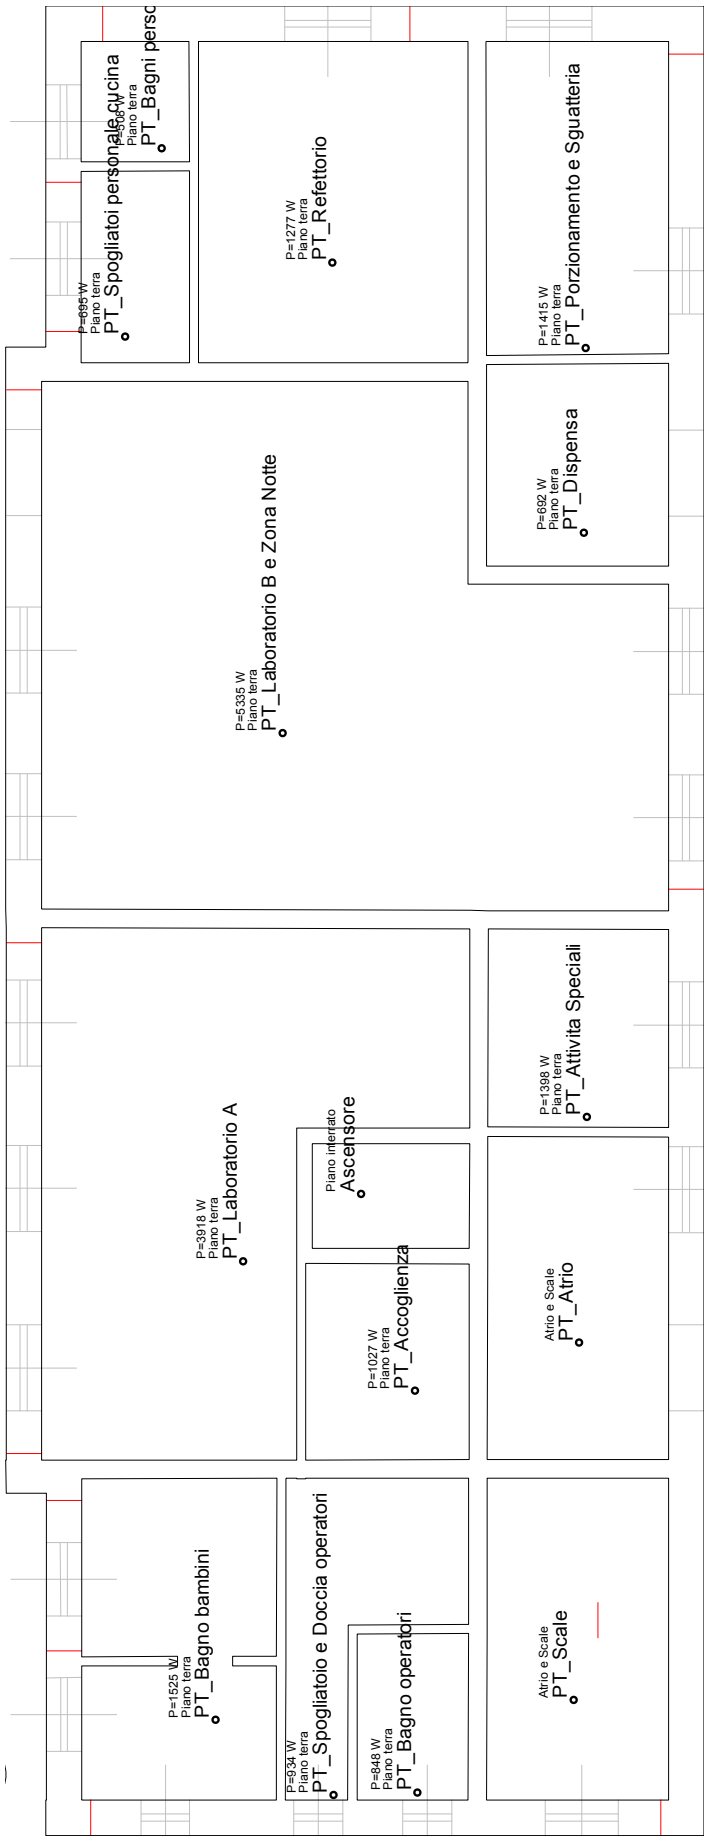 P=508 W
Piano terra
PT_Bagni perso
P=695 W
Piano terra
PT_Spogliatoi personale cucina
P=1277 W
Piano terra
PT_Refettorio
P=1415 W
Piano terra
PT_Porzionamento e Sguatteria
P=692 W
Piano terra
PT_Dispensa
P=5335 W
Piano terra
PT_Laboratorio B e Zona Notte
P=1398 W
Piano terra
PT_Attivita Speciali
Piano interrato
Ascensore
P=3918 W
Piano terra
PT_Laboratorio A
P=1027 W
Piano terra
PT_Accoglienza
Atrio e Scale
PT_Atrio
P=1525 W
Piano terra
PT_Bagno bambini
P=934 W
Piano terra
PT_Spogliatoio e Doccia operatori
P=848 W
Piano terra
PT_Bagno operatori
Atrio e Scale
PT_Scale